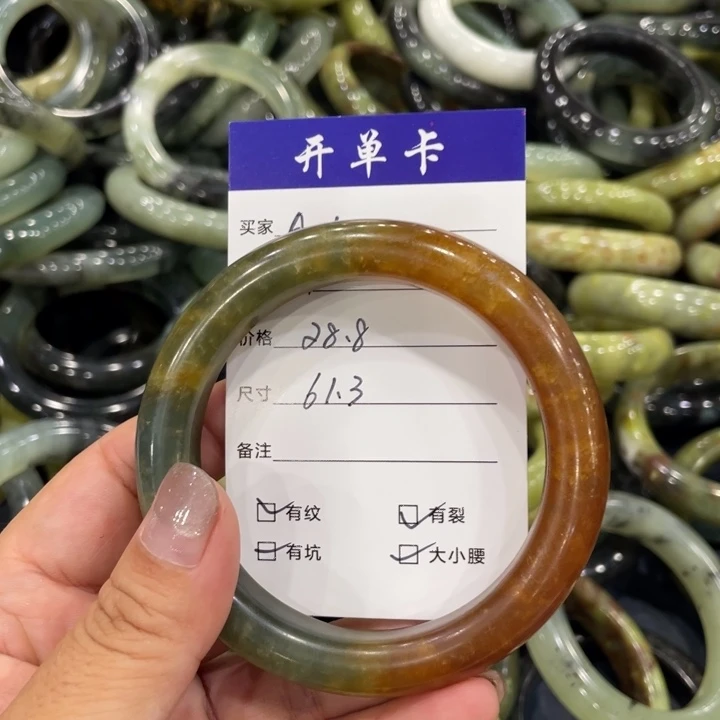 开单卡
买家
价格 28.8
尺寸 61.3
备注
有纹 有裂
有坑 大小腰